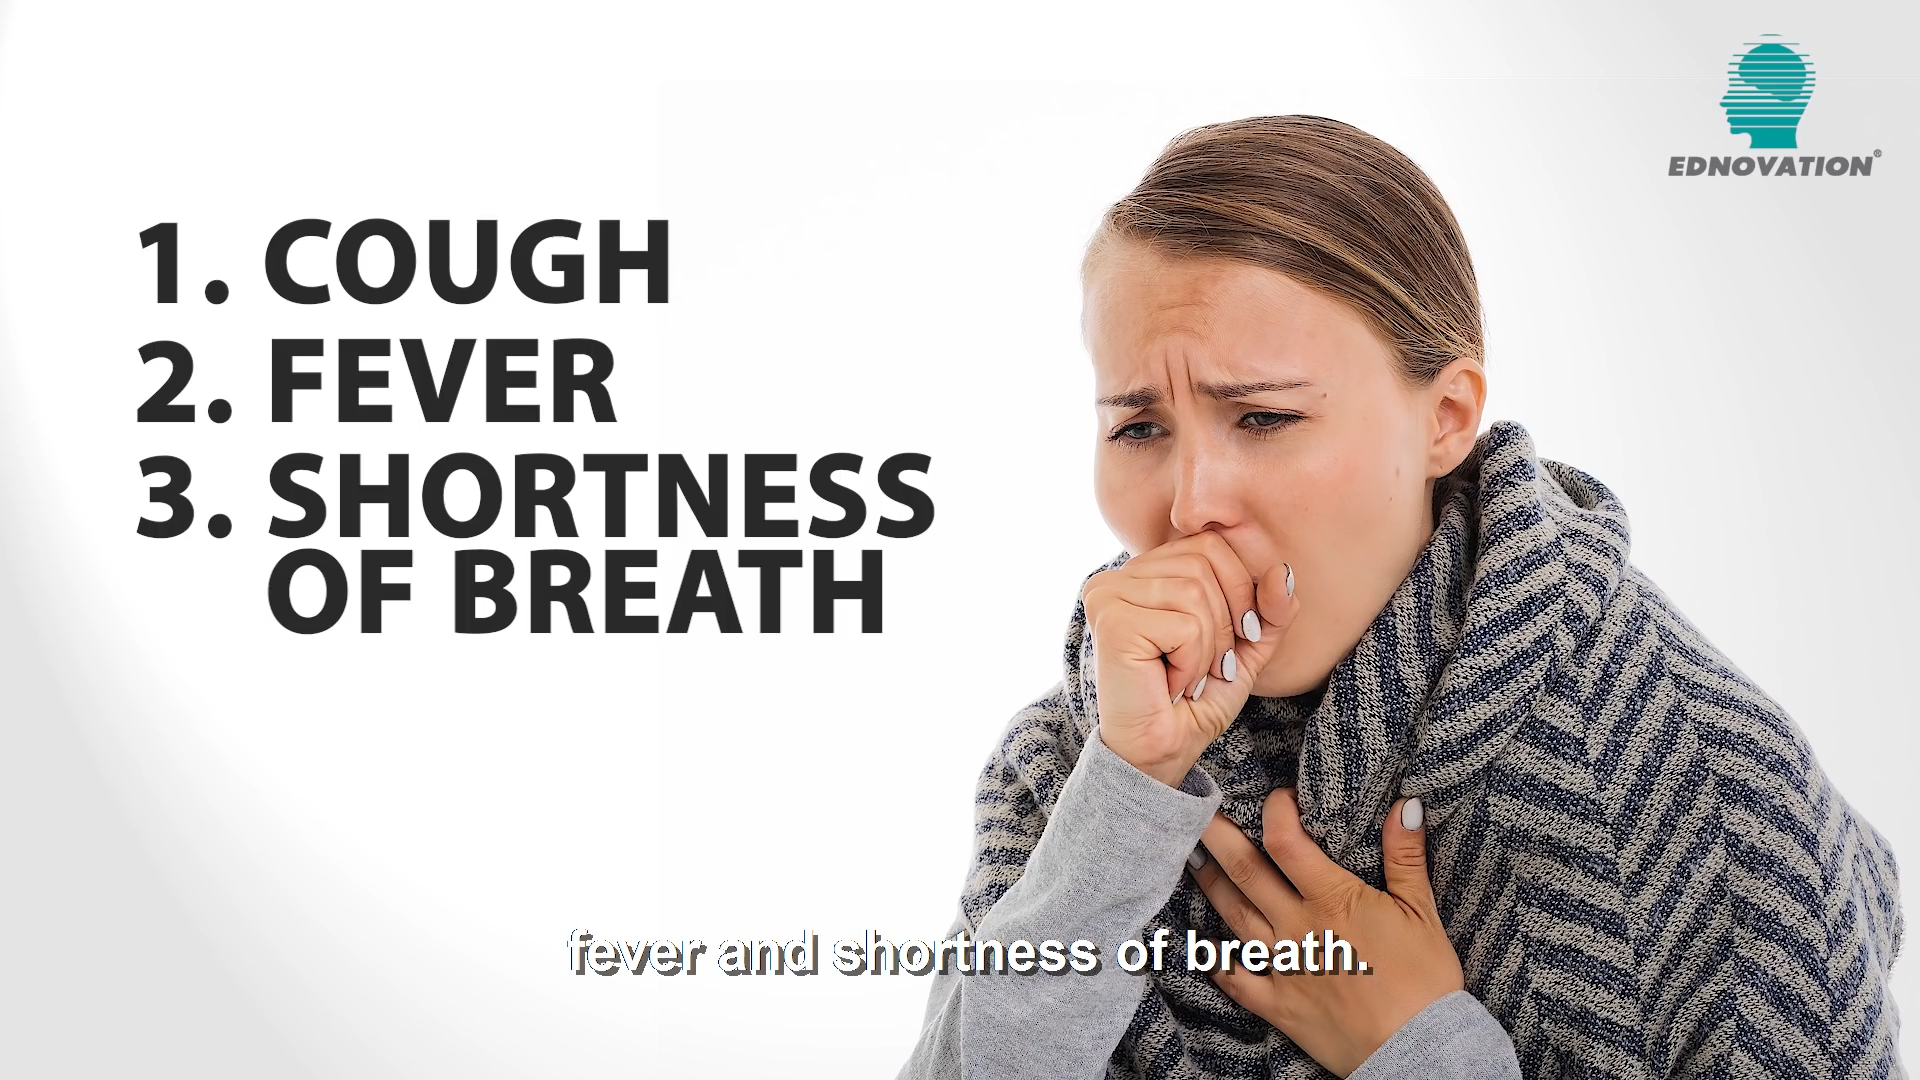 EDNOVATION®
1. COUGH
2. FEVER
3. SHORTNESS
OF BREATH
fever and shortness of breath.